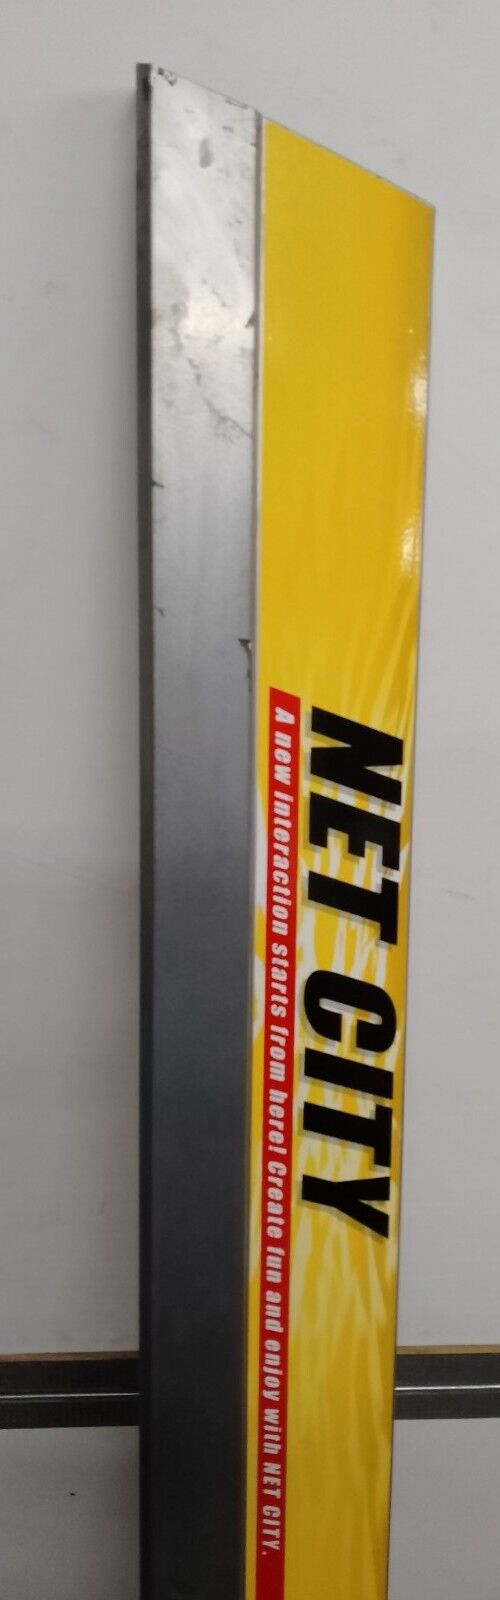 NET CITY
A new interaction starts from here! Create fun and enjoy with NET CITY.